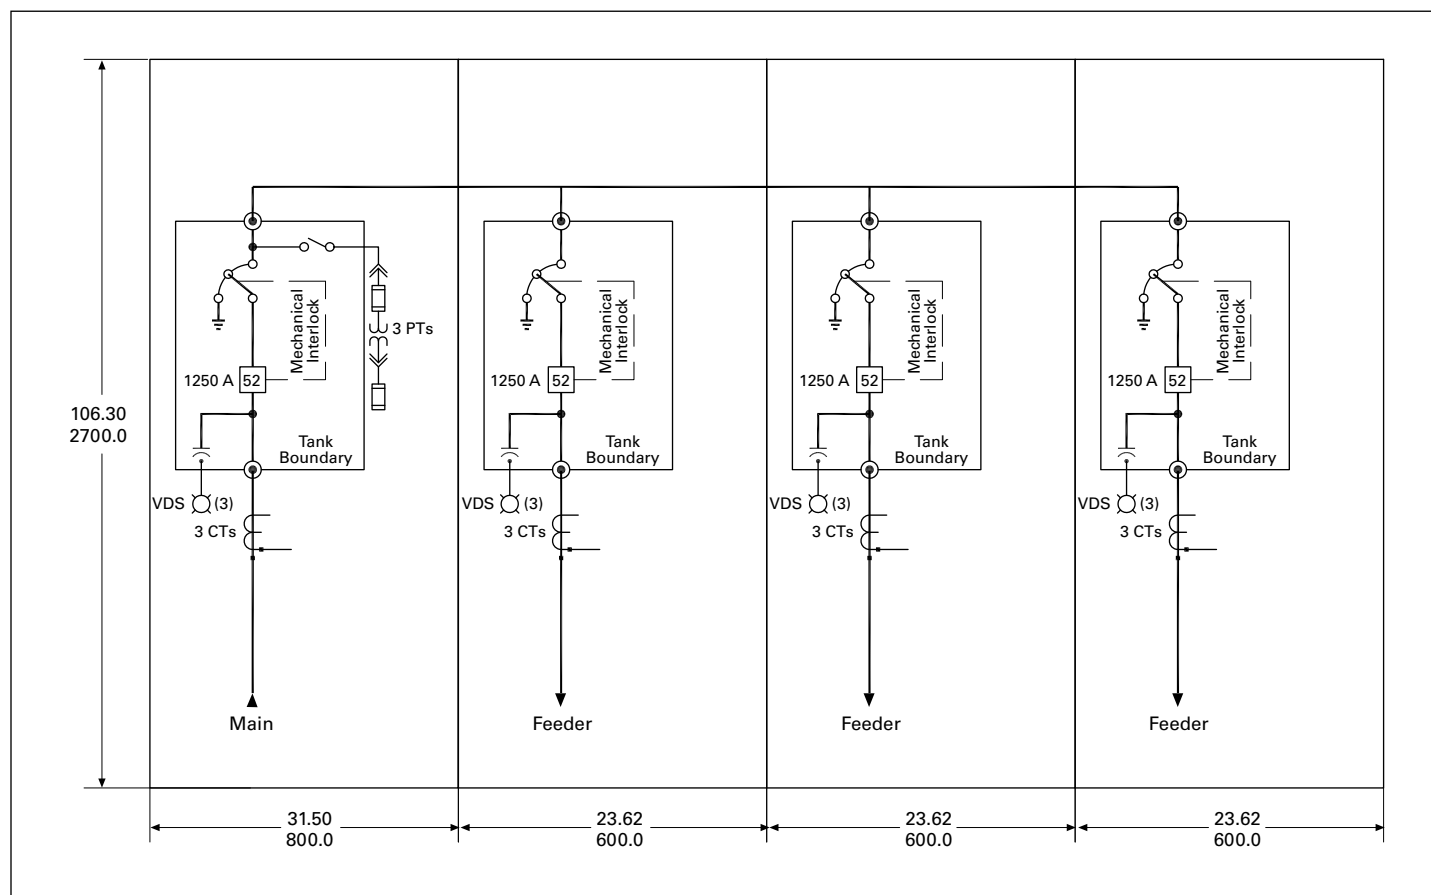 Mechanical
Interlock
3 PTs
1250 A
52
Tank
Boundary
VDS
(3)
3 CTs
Main
Mechanical
Interlock
1250 A
52
Tank
Boundary
VDS
(3)
3 CTs
Feeder
Mechanical
Interlock
1250 A
52
Tank
Boundary
VDS
(3)
3 CTs
Feeder
Mechanical
Interlock
1250 A
52
Tank
Boundary
VDS
(3)
3 CTs
Feeder
106.30
2700.0
31.50
800.0
23.62
600.0
23.62
600.0
23.62
600.0